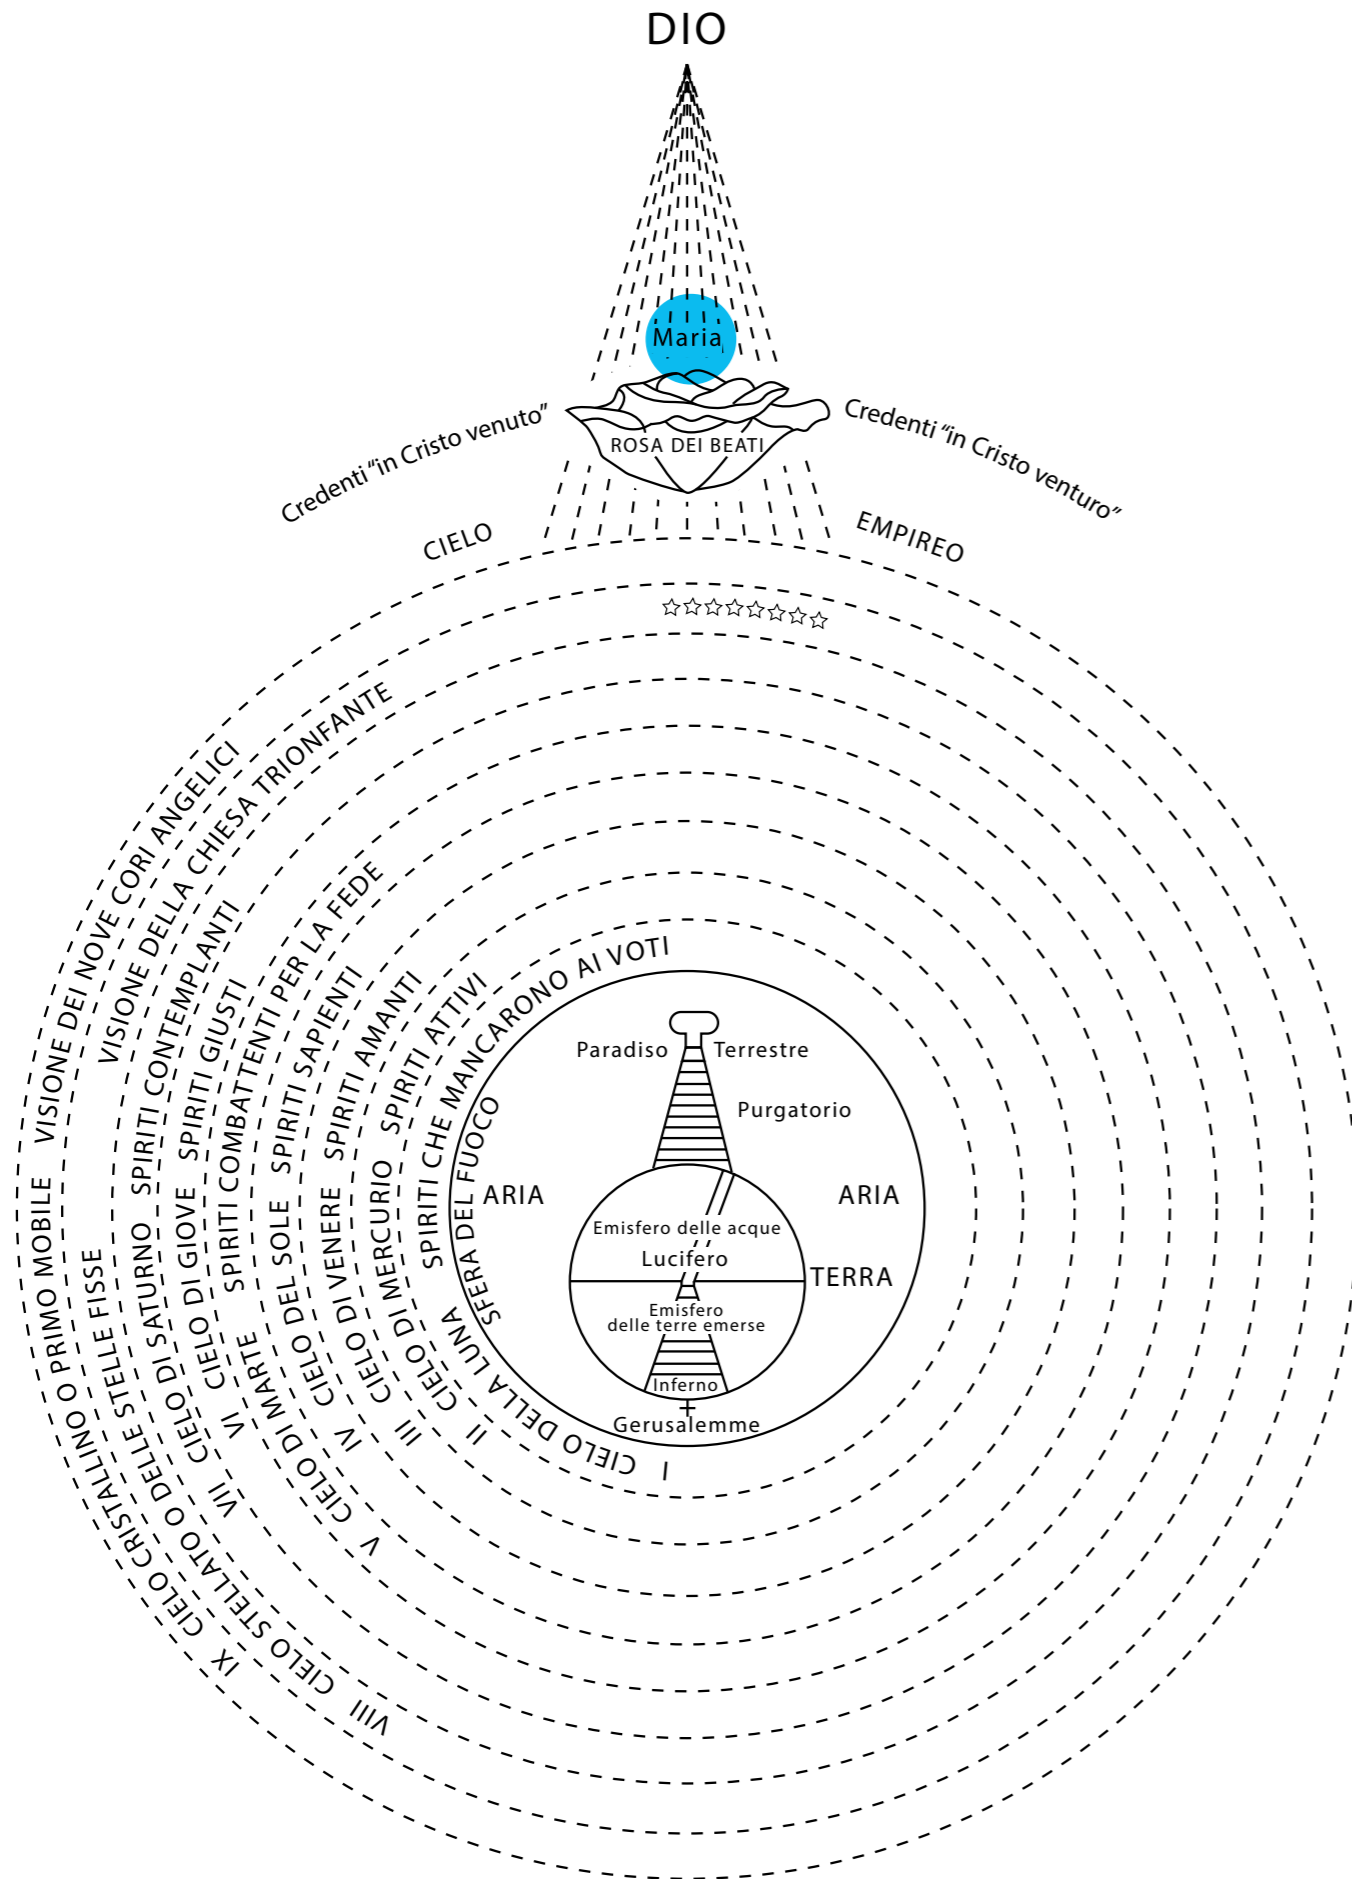 DIO
Maria
ROSA DEI BEATI
Credenti “in Cristo venuto”
Credenti “in Cristo venturo”
CIELO
EMPIREO
IX CIELO CRISTALLINO O PRIMO MOBILE VISIONE DEI NOVE CORI ANGELICI
VIII CIELO STELLATO O DELLE STELLE FISSE VISIONE DELLA CHIESA TRIONFANTE
VII CIELO DI SATURNO SPIRITI CONTEMPLANTI
VI CIELO DI GIOVE SPIRITI GIUSTI
V CIELO DI MARTE SPIRITI COMBATTENTI PER LA FEDE
IV CIELO DEL SOLE SPIRITI SAPIENTI
III CIELO DI VENERE SPIRITI AMANTI
II CIELO DI MERCURIO SPIRITI ATTIVI
I CIELO DELLA LUNA SPIRITI CHE MANCARONO AI VOTI
SFERA DEL FUOCO
Paradiso Terrestre
Purgatorio
ARIA
ARIA
Emisfero delle acque
Lucifero
TERRA
Emisfero
delle terre emerse
Inferno
Gerusalemme